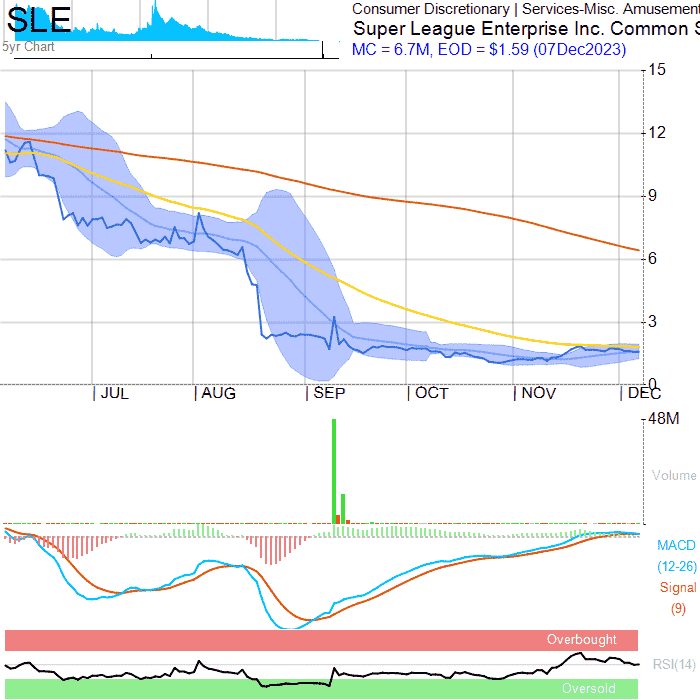 SLE
5yr Chart
Consumer Discretionary | Services-Misc. Amusement
Super League Enterprise Inc. Common S
MC = 6.7M, EOD = $1.59 (07Dec2023)
15
12
9
6
3
0
JUL
AUG
SEP
OCT
NOV
DEC
48M
Volume
MACD
(12-26)
Signal
(9)
Overbought
RSI(14)
Oversold